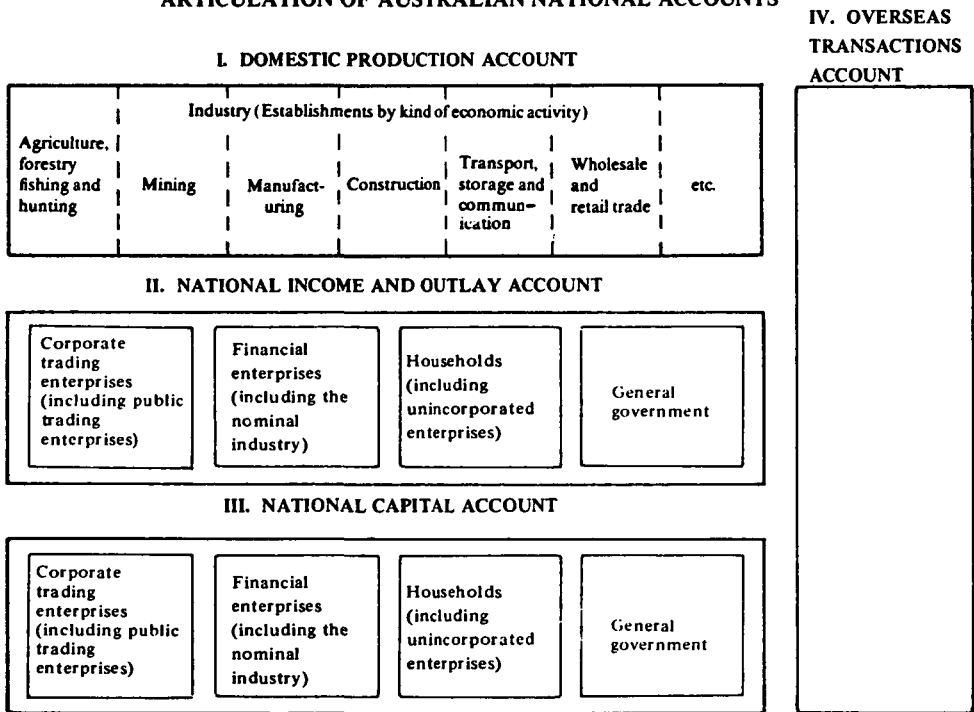 ARTICULATION OF AUSTRALIAN NATIONAL ACCOUNTS
IV. OVERSEAS
TRANSACTIONS
ACCOUNT
I. DOMESTIC PRODUCTION ACCOUNT
Industry (Establishments by kind of economic activity)
Agriculture,
forestry
fishing and
hunting
Mining
Manufact-
uring
Construction
Transport,
storage and
commun-
ication
Wholesale
and
retail trade
etc.
II. NATIONAL INCOME AND OUTLAY ACCOUNT
Corporate
trading
enterprises
(including public
trading
enterprises)
Financial
enterprises
(including the
nominal
industry)
Households
(including
unincorporated
enterprises)
General
government
III. NATIONAL CAPITAL ACCOUNT
Corporate
trading
enterprises
(including public
trading
enterprises)
Financial
enterprises
(including the
nominal
industry)
Households
(including
unincorporated
enterprises)
General
government